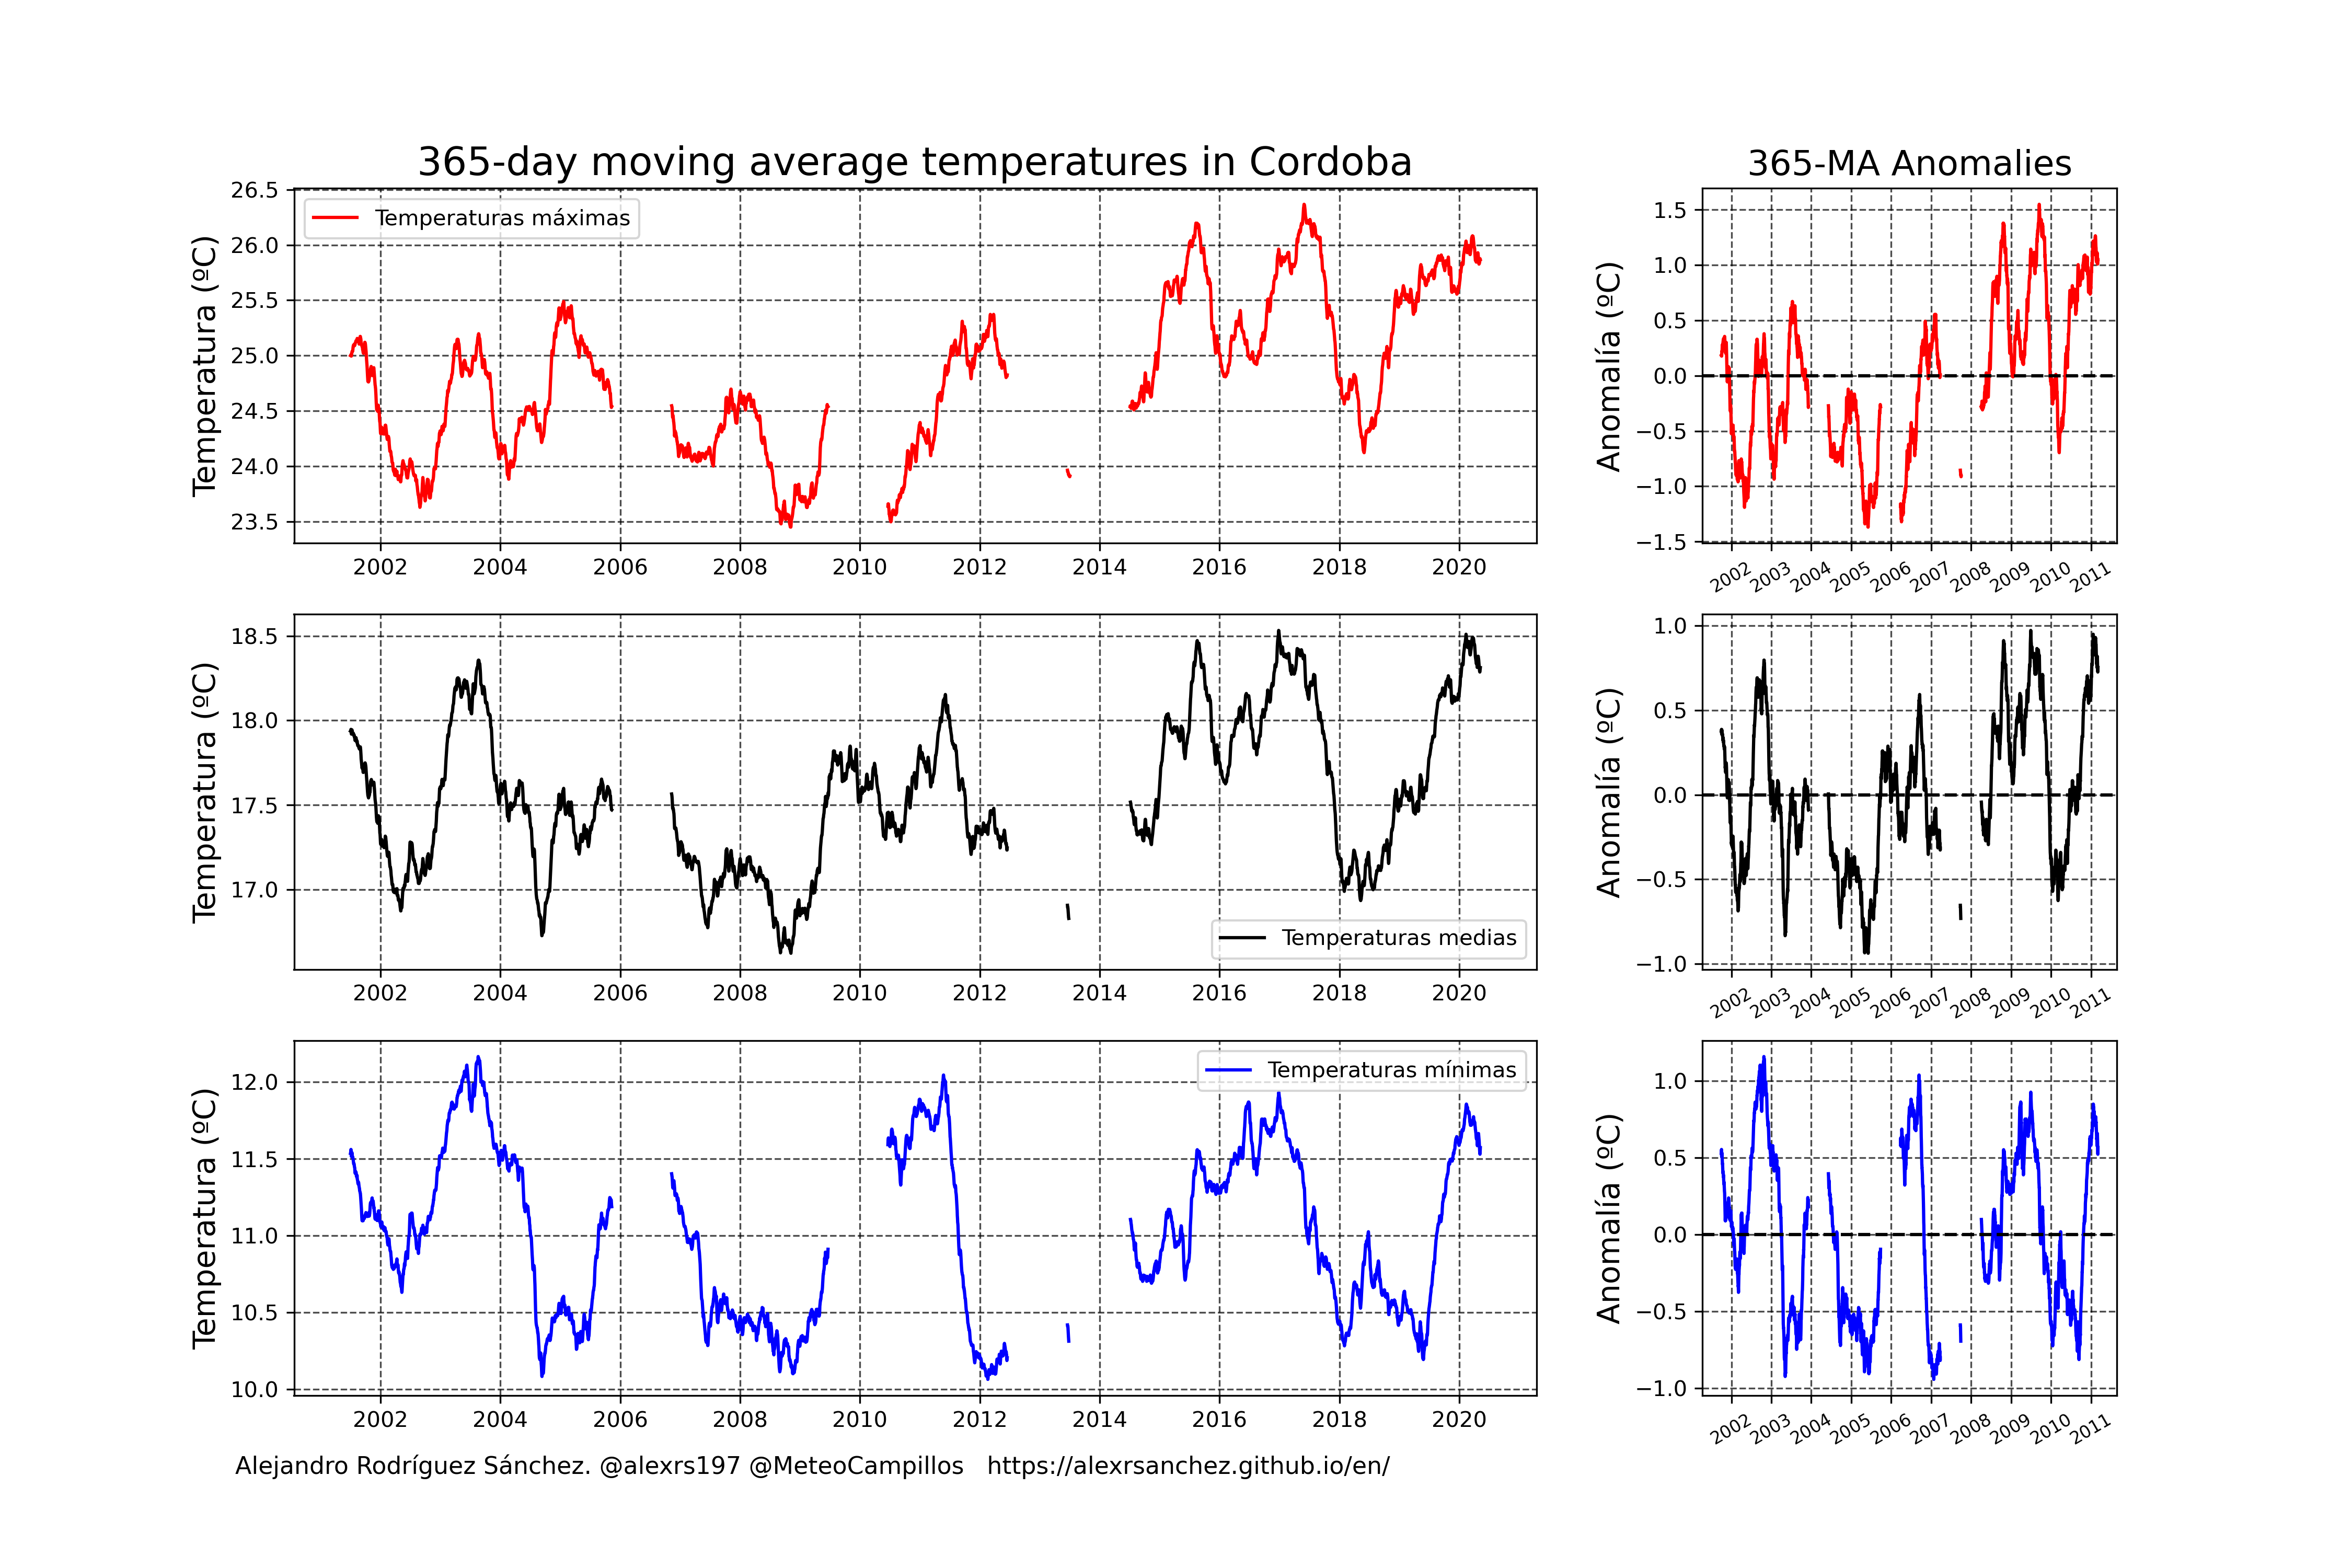 365-day moving average temperatures in Cordoba
365-MA Anomalies
Temperatura (ºC)
26.5
26.0
25.5
25.0
24.5
24.0
23.5
Temperaturas máximas
2002 2004 2006 2008 2010 2012 2014 2016 2018 2020
Anomalía (ºC)
1.5
1.0
0.5
0.0
−0.5
−1.0
−1.5
2002 2003 2004 2005 2006 2007 2008 2009 2010 2011
Temperatura (ºC)
18.5
18.0
17.5
17.0
Temperaturas medias
2002 2004 2006 2008 2010 2012 2014 2016 2018 2020
Anomalía (ºC)
1.0
0.5
0.0
−0.5
−1.0
2002 2003 2004 2005 2006 2007 2008 2009 2010 2011
Temperatura (ºC)
12.0
11.5
11.0
10.5
10.0
Temperaturas mínimas
2002 2004 2006 2008 2010 2012 2014 2016 2018 2020
Anomalía (ºC)
1.0
0.5
0.0
−0.5
−1.0
2002 2003 2004 2005 2006 2007 2008 2009 2010 2011
Alejandro Rodríguez Sánchez. @alexrs197 @MeteoCampillos https://alexrsanchez.github.io/en/